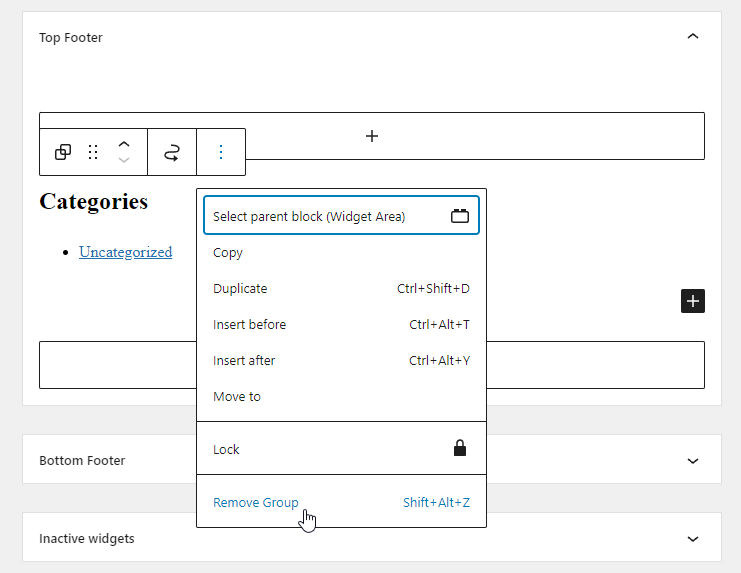 Top Footer
Categories
Uncategorized
Select parent block (Widget Area)
Copy
Duplicate Ctrl+Shift+D
Insert before Ctrl+Alt+T
Insert after Ctrl+Alt+Y
Move to
Lock
Remove Group Shift+Alt+Z
Bottom Footer
Inactive widgets